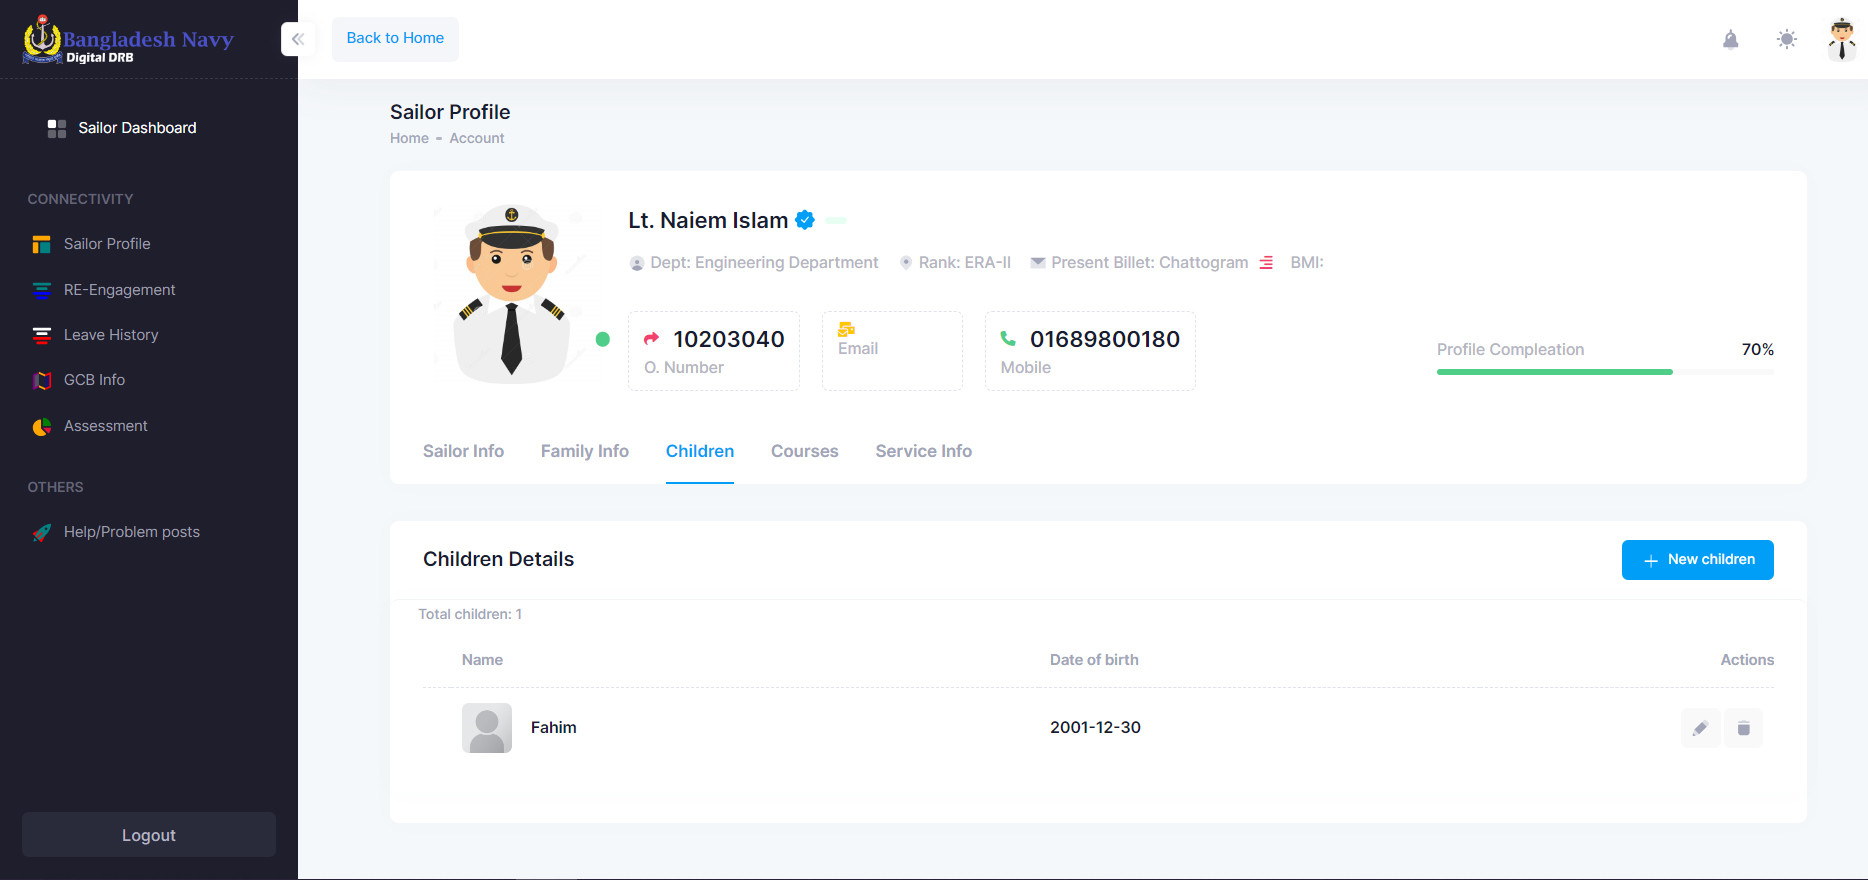 Bangladesh Navy
Digital DRB
Back to Home
Sailor Dashboard
CONNECTIVITY
Sailor Profile
RE-Engagement
Leave History
GCB Info
Assessment
OTHERS
Help/Problem posts
Logout
Sailor Profile
Home - Account
Lt. Naiem Islam
Dept: Engineering Department Rank: ERA-II Present Billet: Chattogram BMI:
10203040
O. Number
Email
01689800180
Mobile
Profile Compleation 70%
Sailor Info Family Info Children Courses Service Info
Children Details
New children
Total children: 1
Name Date of birth Actions
Fahim 2001-12-30